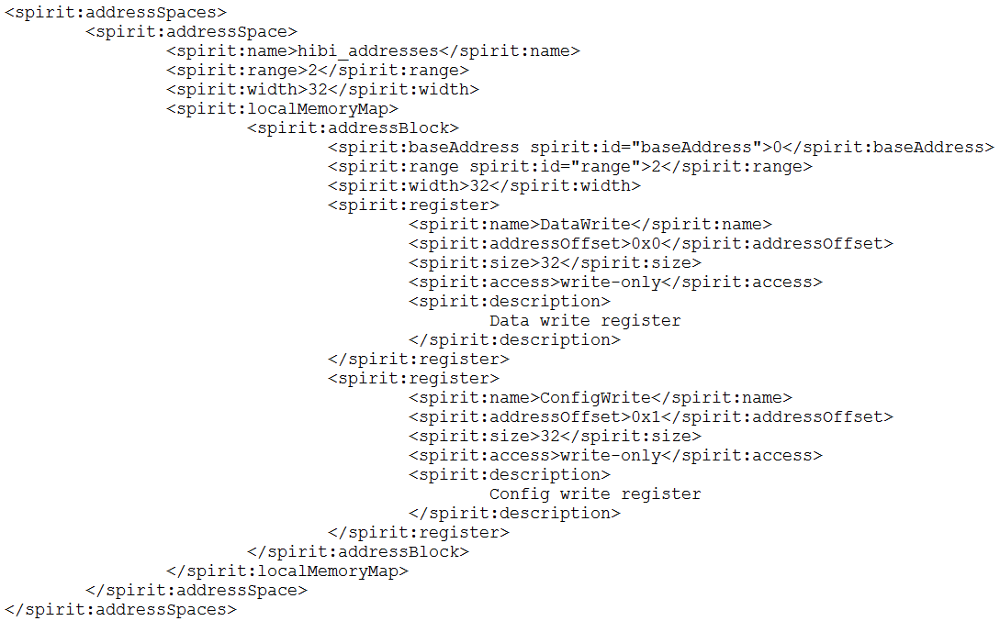 <spirit:addressSpaces>
<spirit:addressSpace>
<spirit:name>hibi_addresses</spirit:name>
<spirit:range>2</spirit:range>
<spirit:width>32</spirit:width>
<spirit:localMemoryMap>
<spirit:addressBlock>
<spirit:baseAddress spirit:id="baseAddress">0</spirit:baseAddress>
<spirit:range spirit:id="range">2</spirit:range>
<spirit:width>32</spirit:width>
<spirit:register>
<spirit:name>DataWrite</spirit:name>
<spirit:addressOffset>0x0</spirit:addressOffset>
<spirit:size>32</spirit:size>
<spirit:access>write-only</spirit:access>
<spirit:description>
Data write register
</spirit:description>
</spirit:register>
<spirit:register>
<spirit:name>ConfigWrite</spirit:name>
<spirit:addressOffset>0x1</spirit:addressOffset>
<spirit:size>32</spirit:size>
<spirit:access>write-only</spirit:access>
<spirit:description>
Config write register
</spirit:description>
</spirit:register>
</spirit:addressBlock>
</spirit:localMemoryMap>
</spirit:addressSpace>
</spirit:addressSpaces>